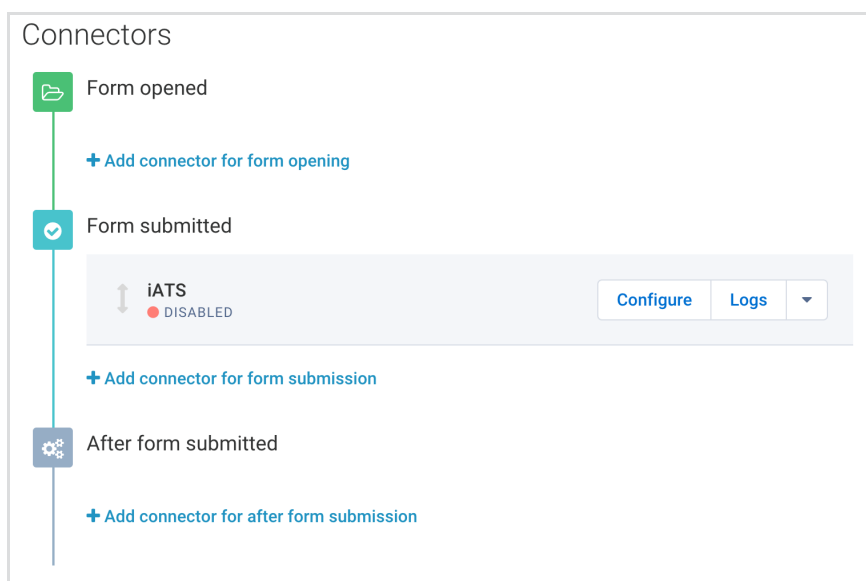 Connectors
Form opened
+ Add connector for form opening
Form submitted
iATS
DISABLED
Configure Logs
+ Add connector for form submission
After form submitted
+ Add connector for after form submission